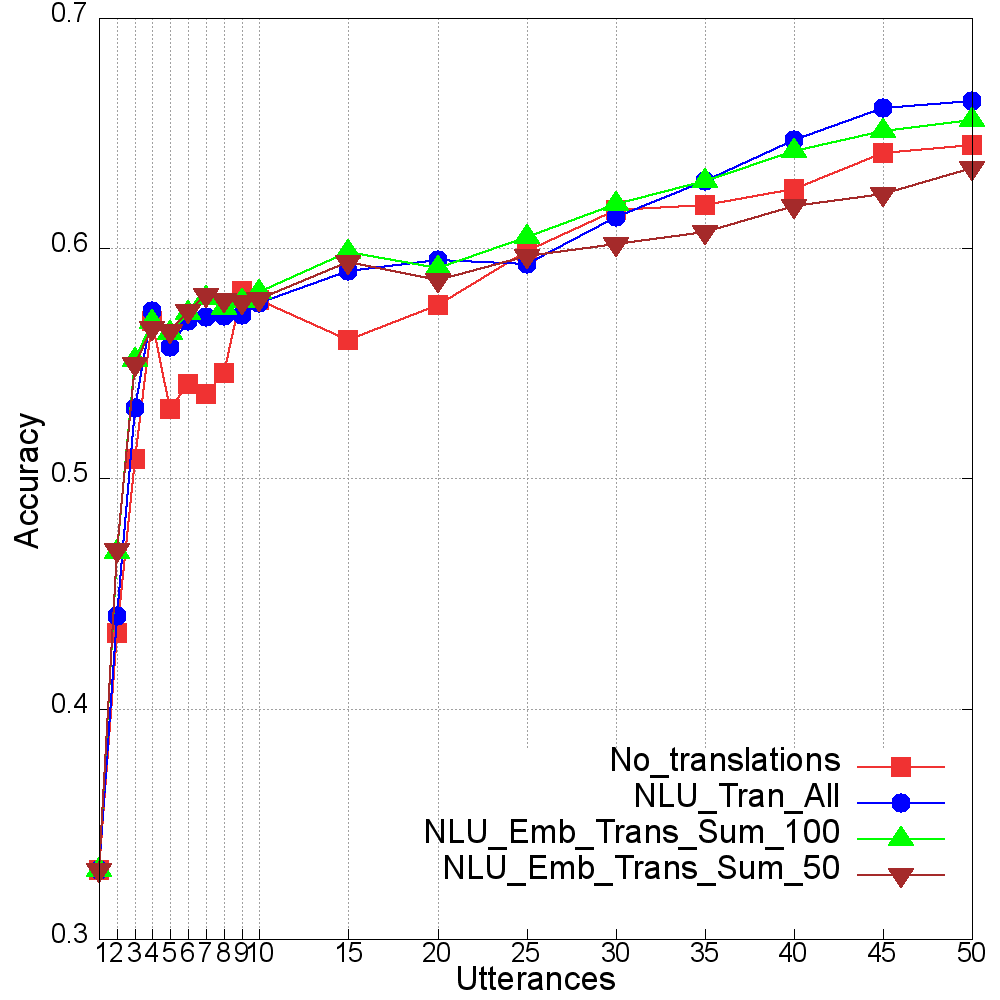 0.7
0.6
0.5
0.4
0.3
Accuracy
No_translations
NLU_Tran_All
NLU_Emb_Trans_Sum_100
NLU_Emb_Trans_Sum_50
1 2 3 4 5 6 7 8 9 10 15 20 25 30 35 40 45 50
Utterances